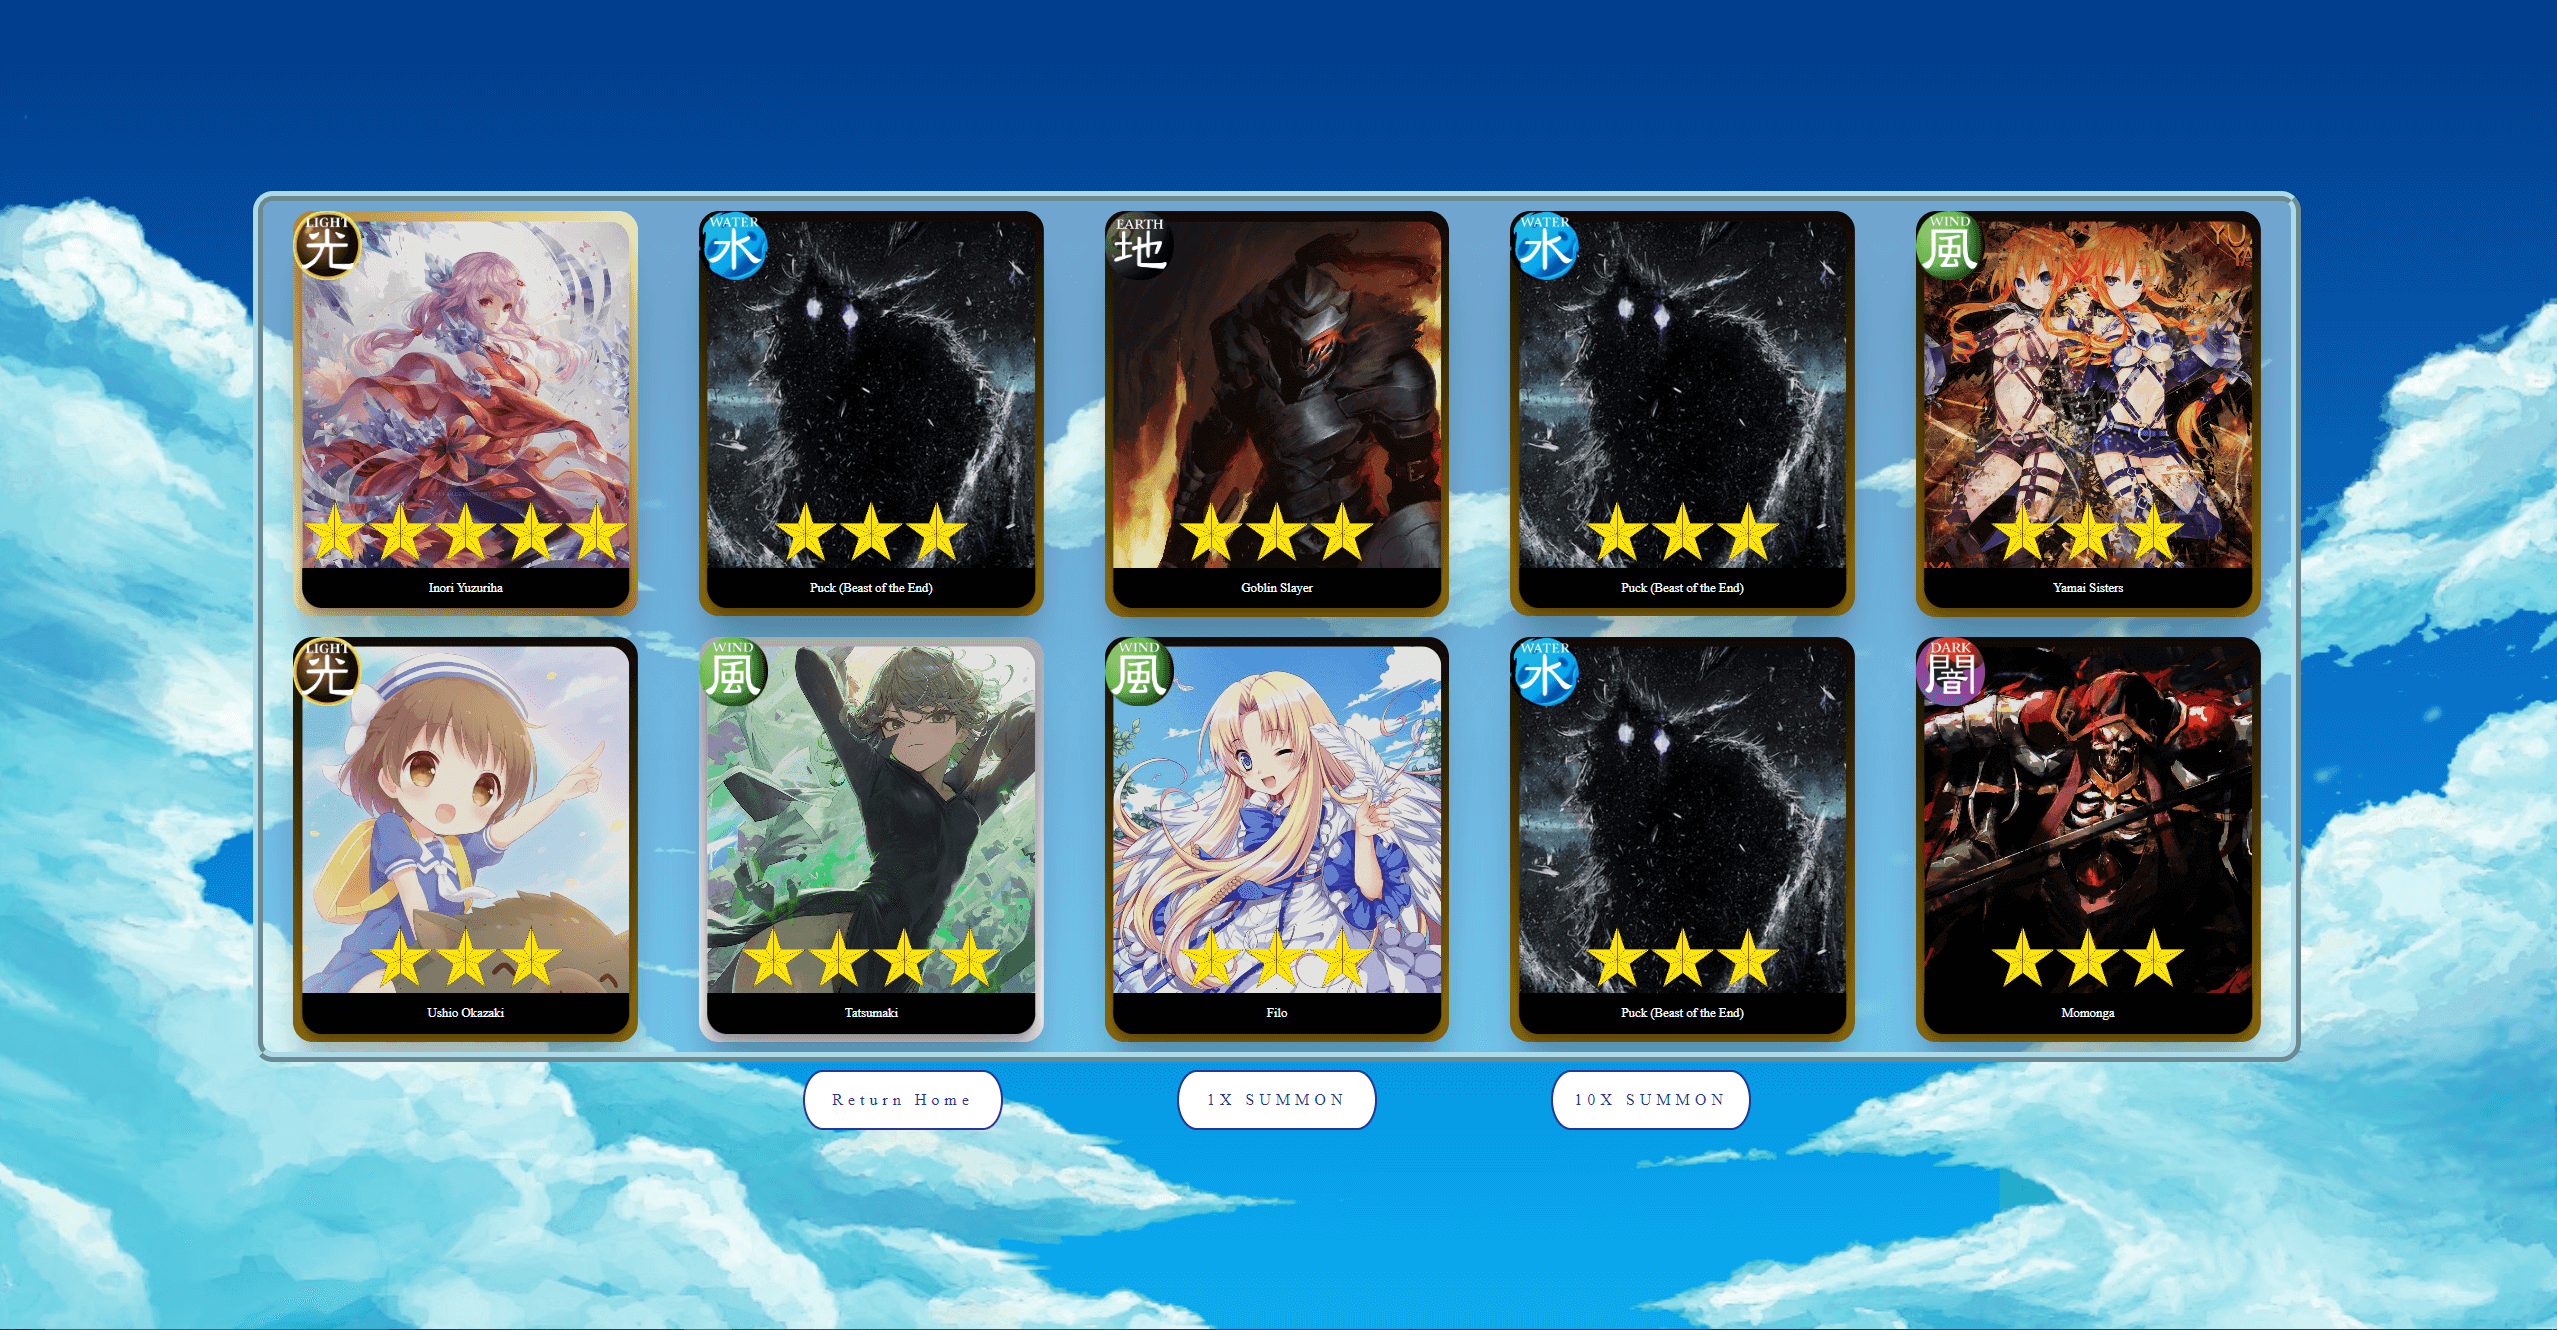 LIGHT
光
Inori Yuzuriha
WATER
水
Puck (Beast of the End)
EARTH
地
Goblin Slayer
WATER
水
Puck (Beast of the End)
WIND
風
YU
YA
Yamai Sisters
LIGHT
光
Ushio Okazaki
WIND
風
Tatsumaki
WIND
風
Filo
WATER
水
Puck (Beast of the End)
DARK
闇
Momonga
Return Home
1X SUMMON
10X SUMMON